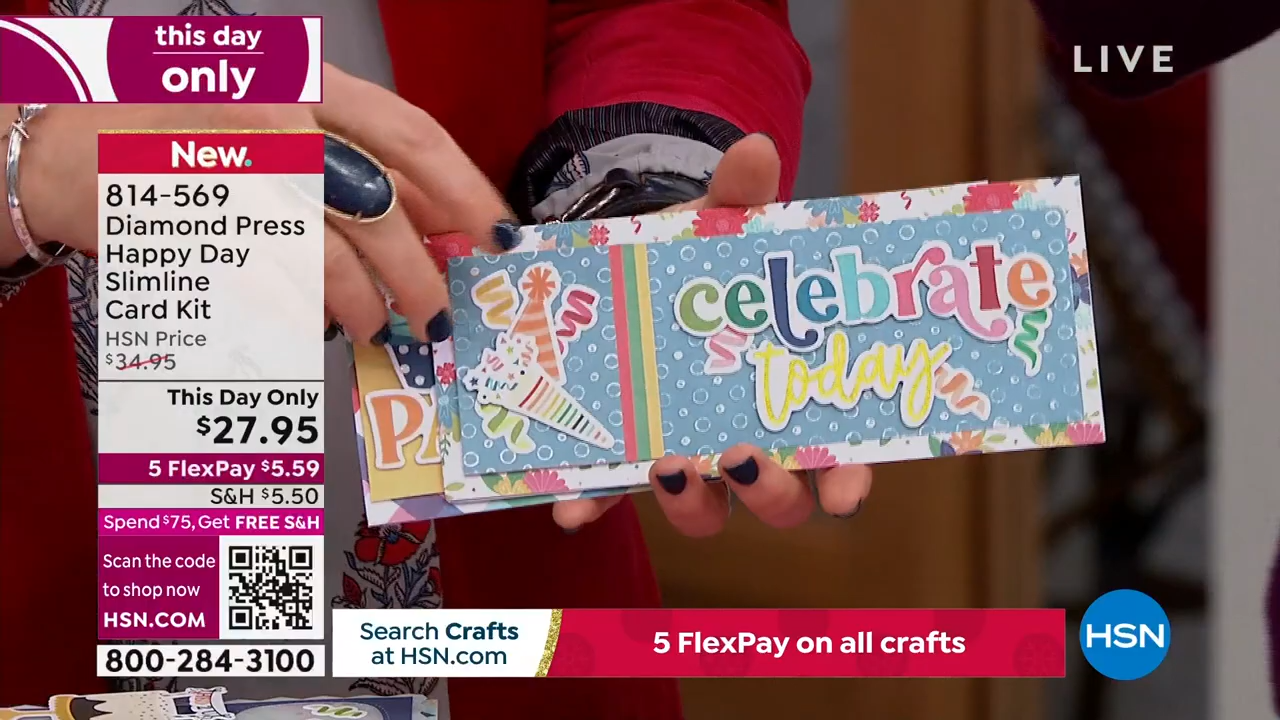 this day
only
LIVE
New.
814-569
Diamond Press
Happy Day
Slimline
Card Kit
HSN Price
$34.95
This Day Only
$27.95
5 FlexPay $5.59
S&H $5.50
Spend $75, Get FREE S&H
Scan the code
to shop now
HSN.COM
800-284-3100
celebrate
today
PA
Search Crafts
at HSN.com
5 FlexPay on all crafts
HSN